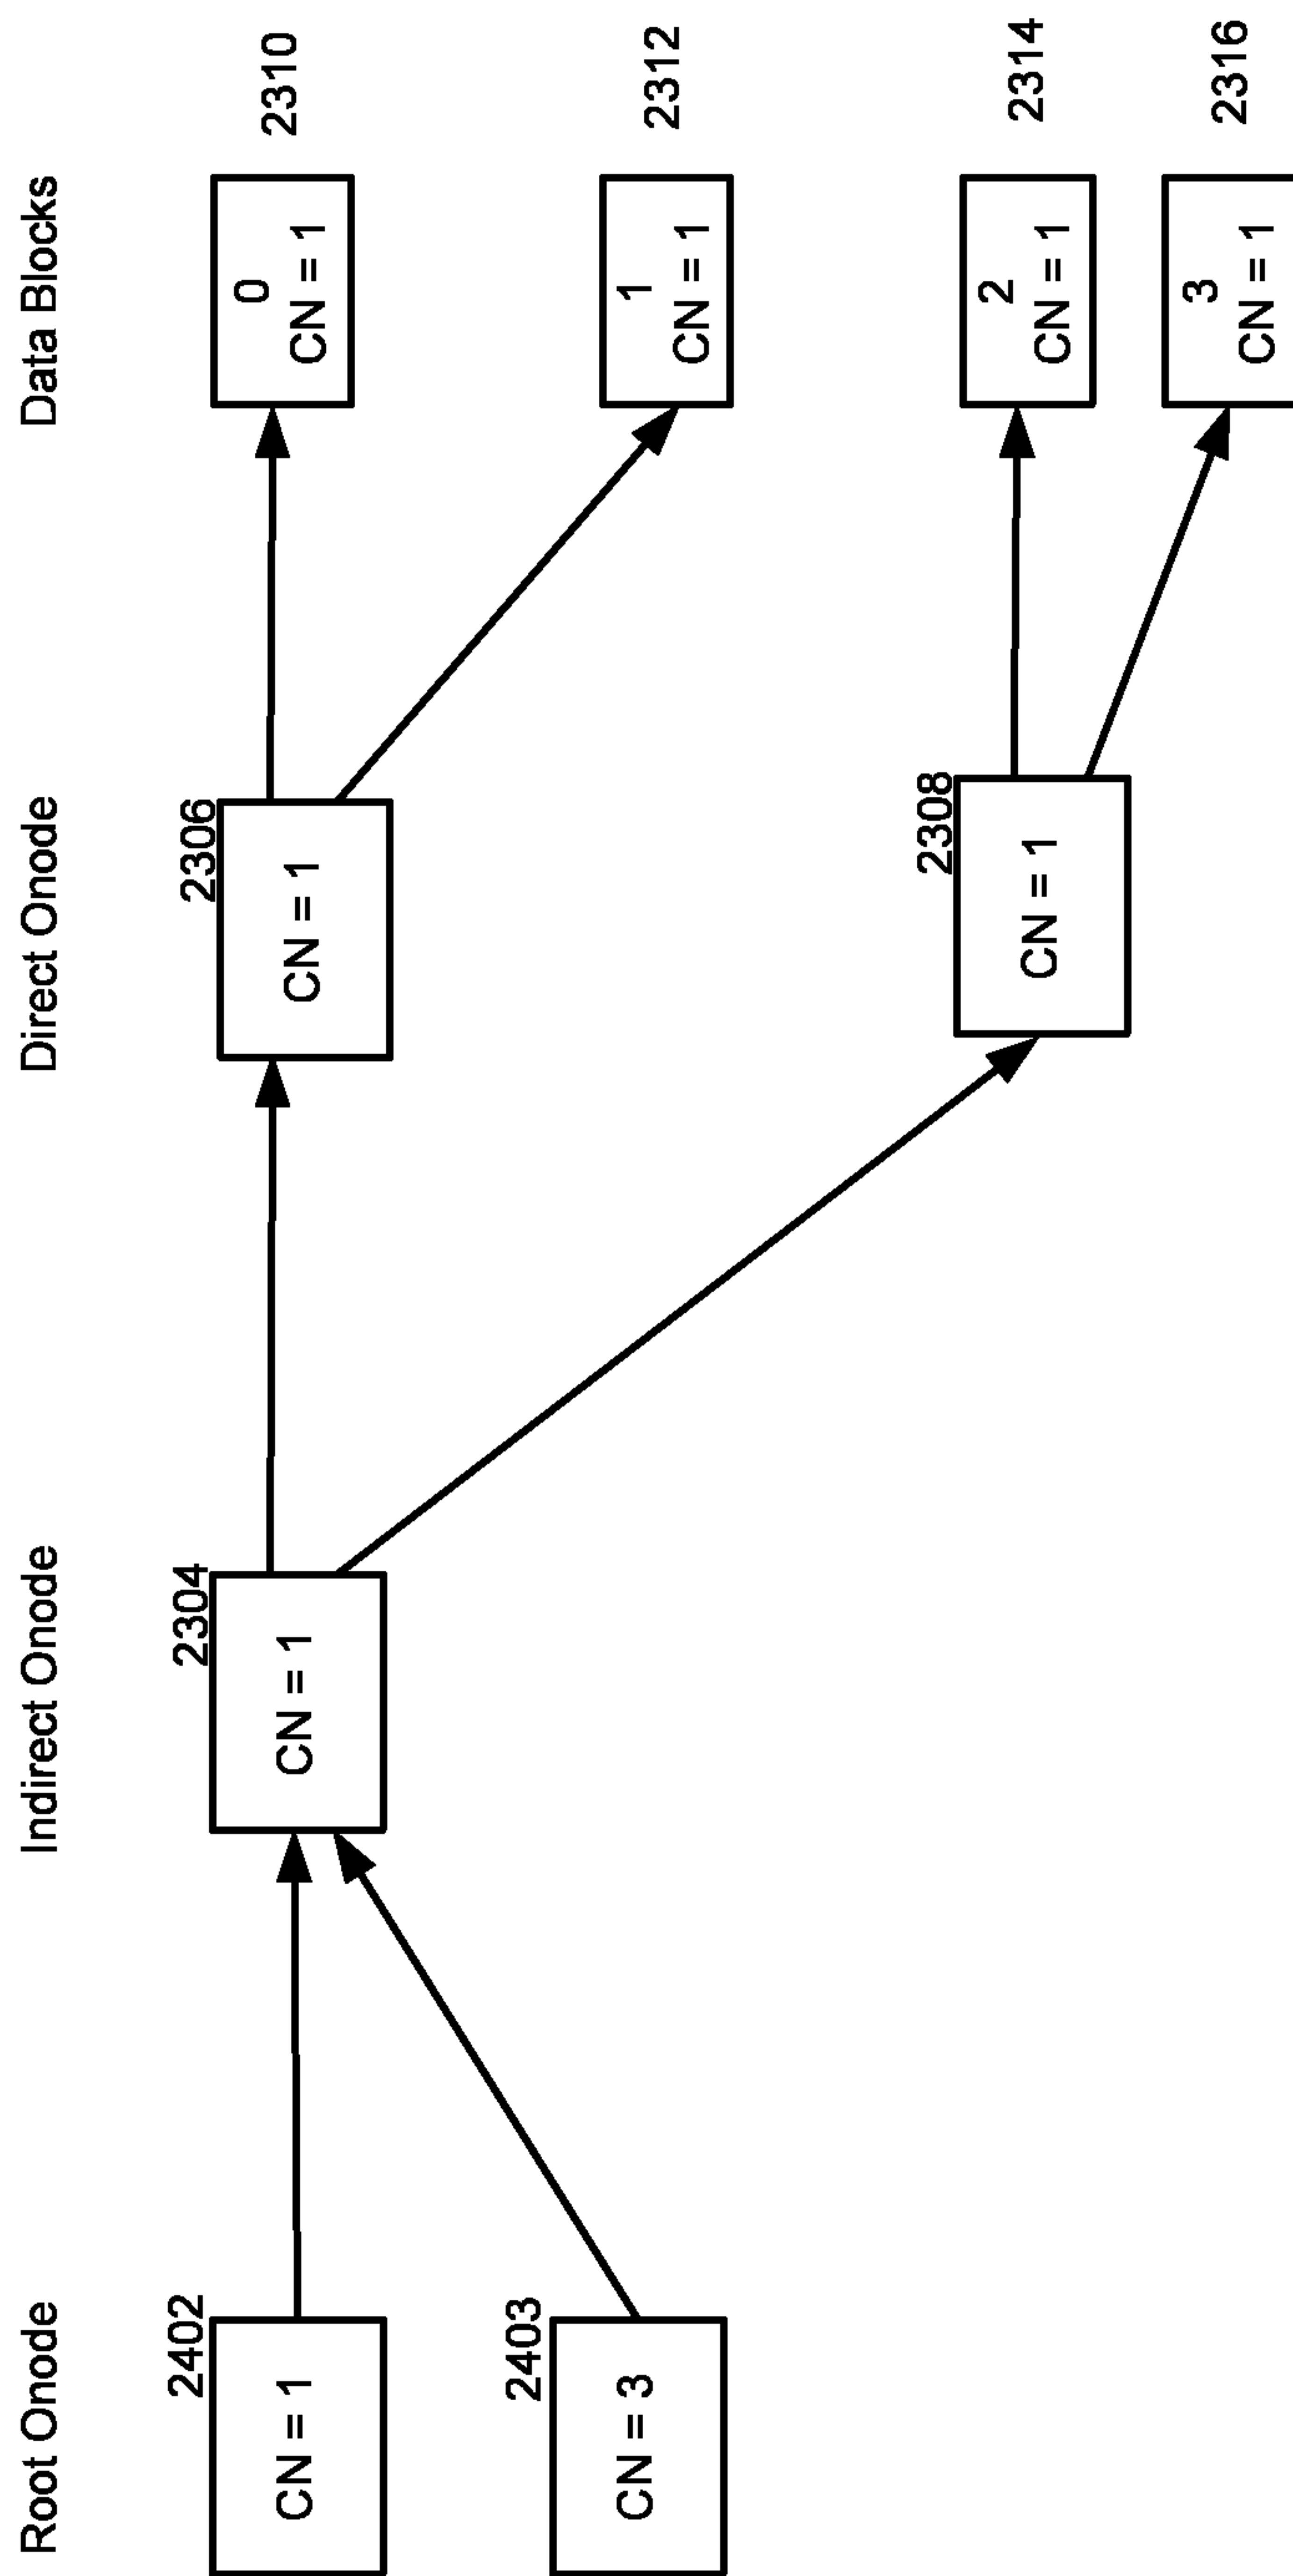 Root Onode
Indirect Onode
Direct Onode
Data Blocks
2402
CN = 1
2403
CN = 3
2304
CN = 1
2306
CN = 1
2308
CN = 1
0
CN = 1
2310
1
CN = 1
2312
2
CN = 1
2314
3
CN = 1
2316